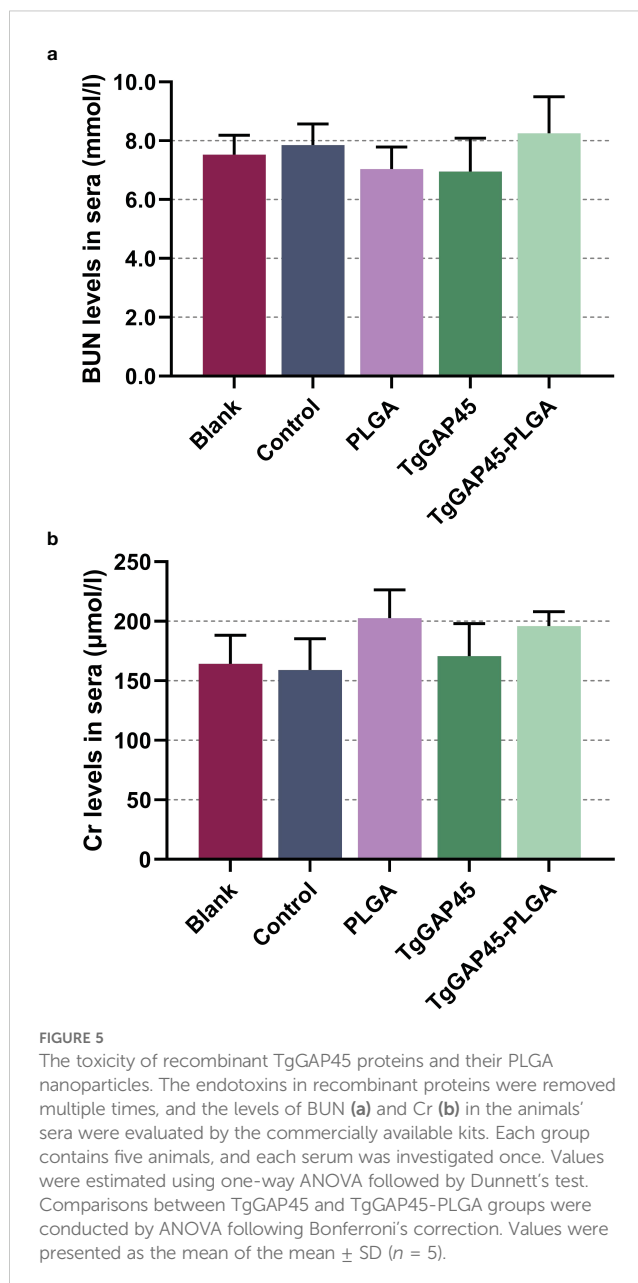 a
BUN levels in sera (mmol/l)
10.0
8.0
6.0
4.0
2.0
0.0
Blank
Control
PLGA
TgGAP45
TgGAP45-PLGA
b
Cr levels in sera (μmol/l)
250
200
150
100
50
0
Blank
Control
PLGA
TgGAP45
TgGAP45-PLGA
FIGURE 5
The toxicity of recombinant TgGAP45 proteins and their PLGA
nanoparticles. The endotoxins in recombinant proteins were removed
multiple times, and the levels of BUN (a) and Cr (b) in the animals’
sera were evaluated by the commercially available kits. Each group
contains five animals, and each serum was investigated once. Values
were estimated using one-way ANOVA followed by Dunnett’s test.
Comparisons between TgGAP45 and TgGAP45-PLGA groups were
conducted by ANOVA following Bonferroni’s correction. Values were
presented as the mean of the mean ± SD (n = 5).